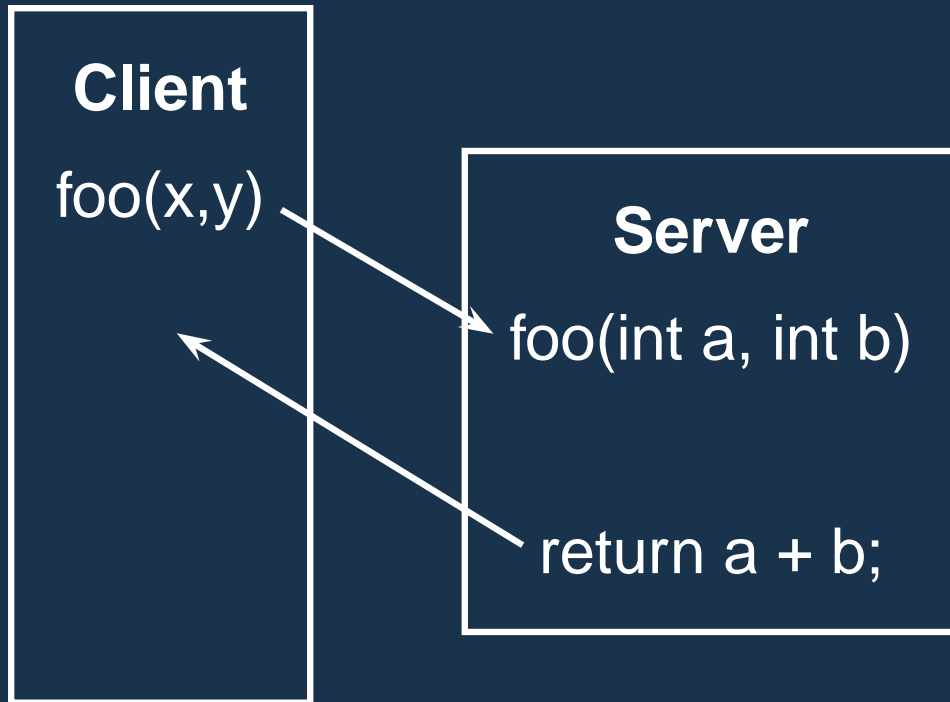 Client
foo(x,y)
Server
foo(int a, int b)
return a + b;